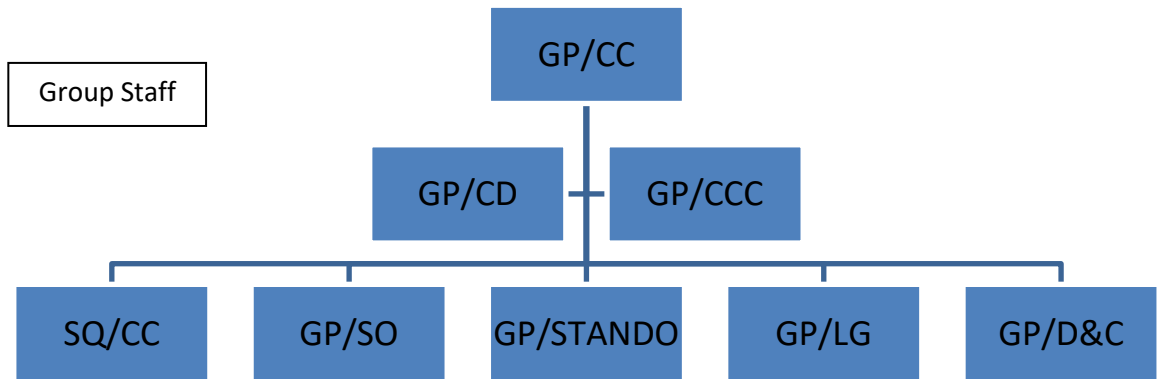 GP/CC
Group Staff
GP/CD
GP/CCC
SQ/CC
GP/SO
GP/STANDO
GP/LG
GP/D&C